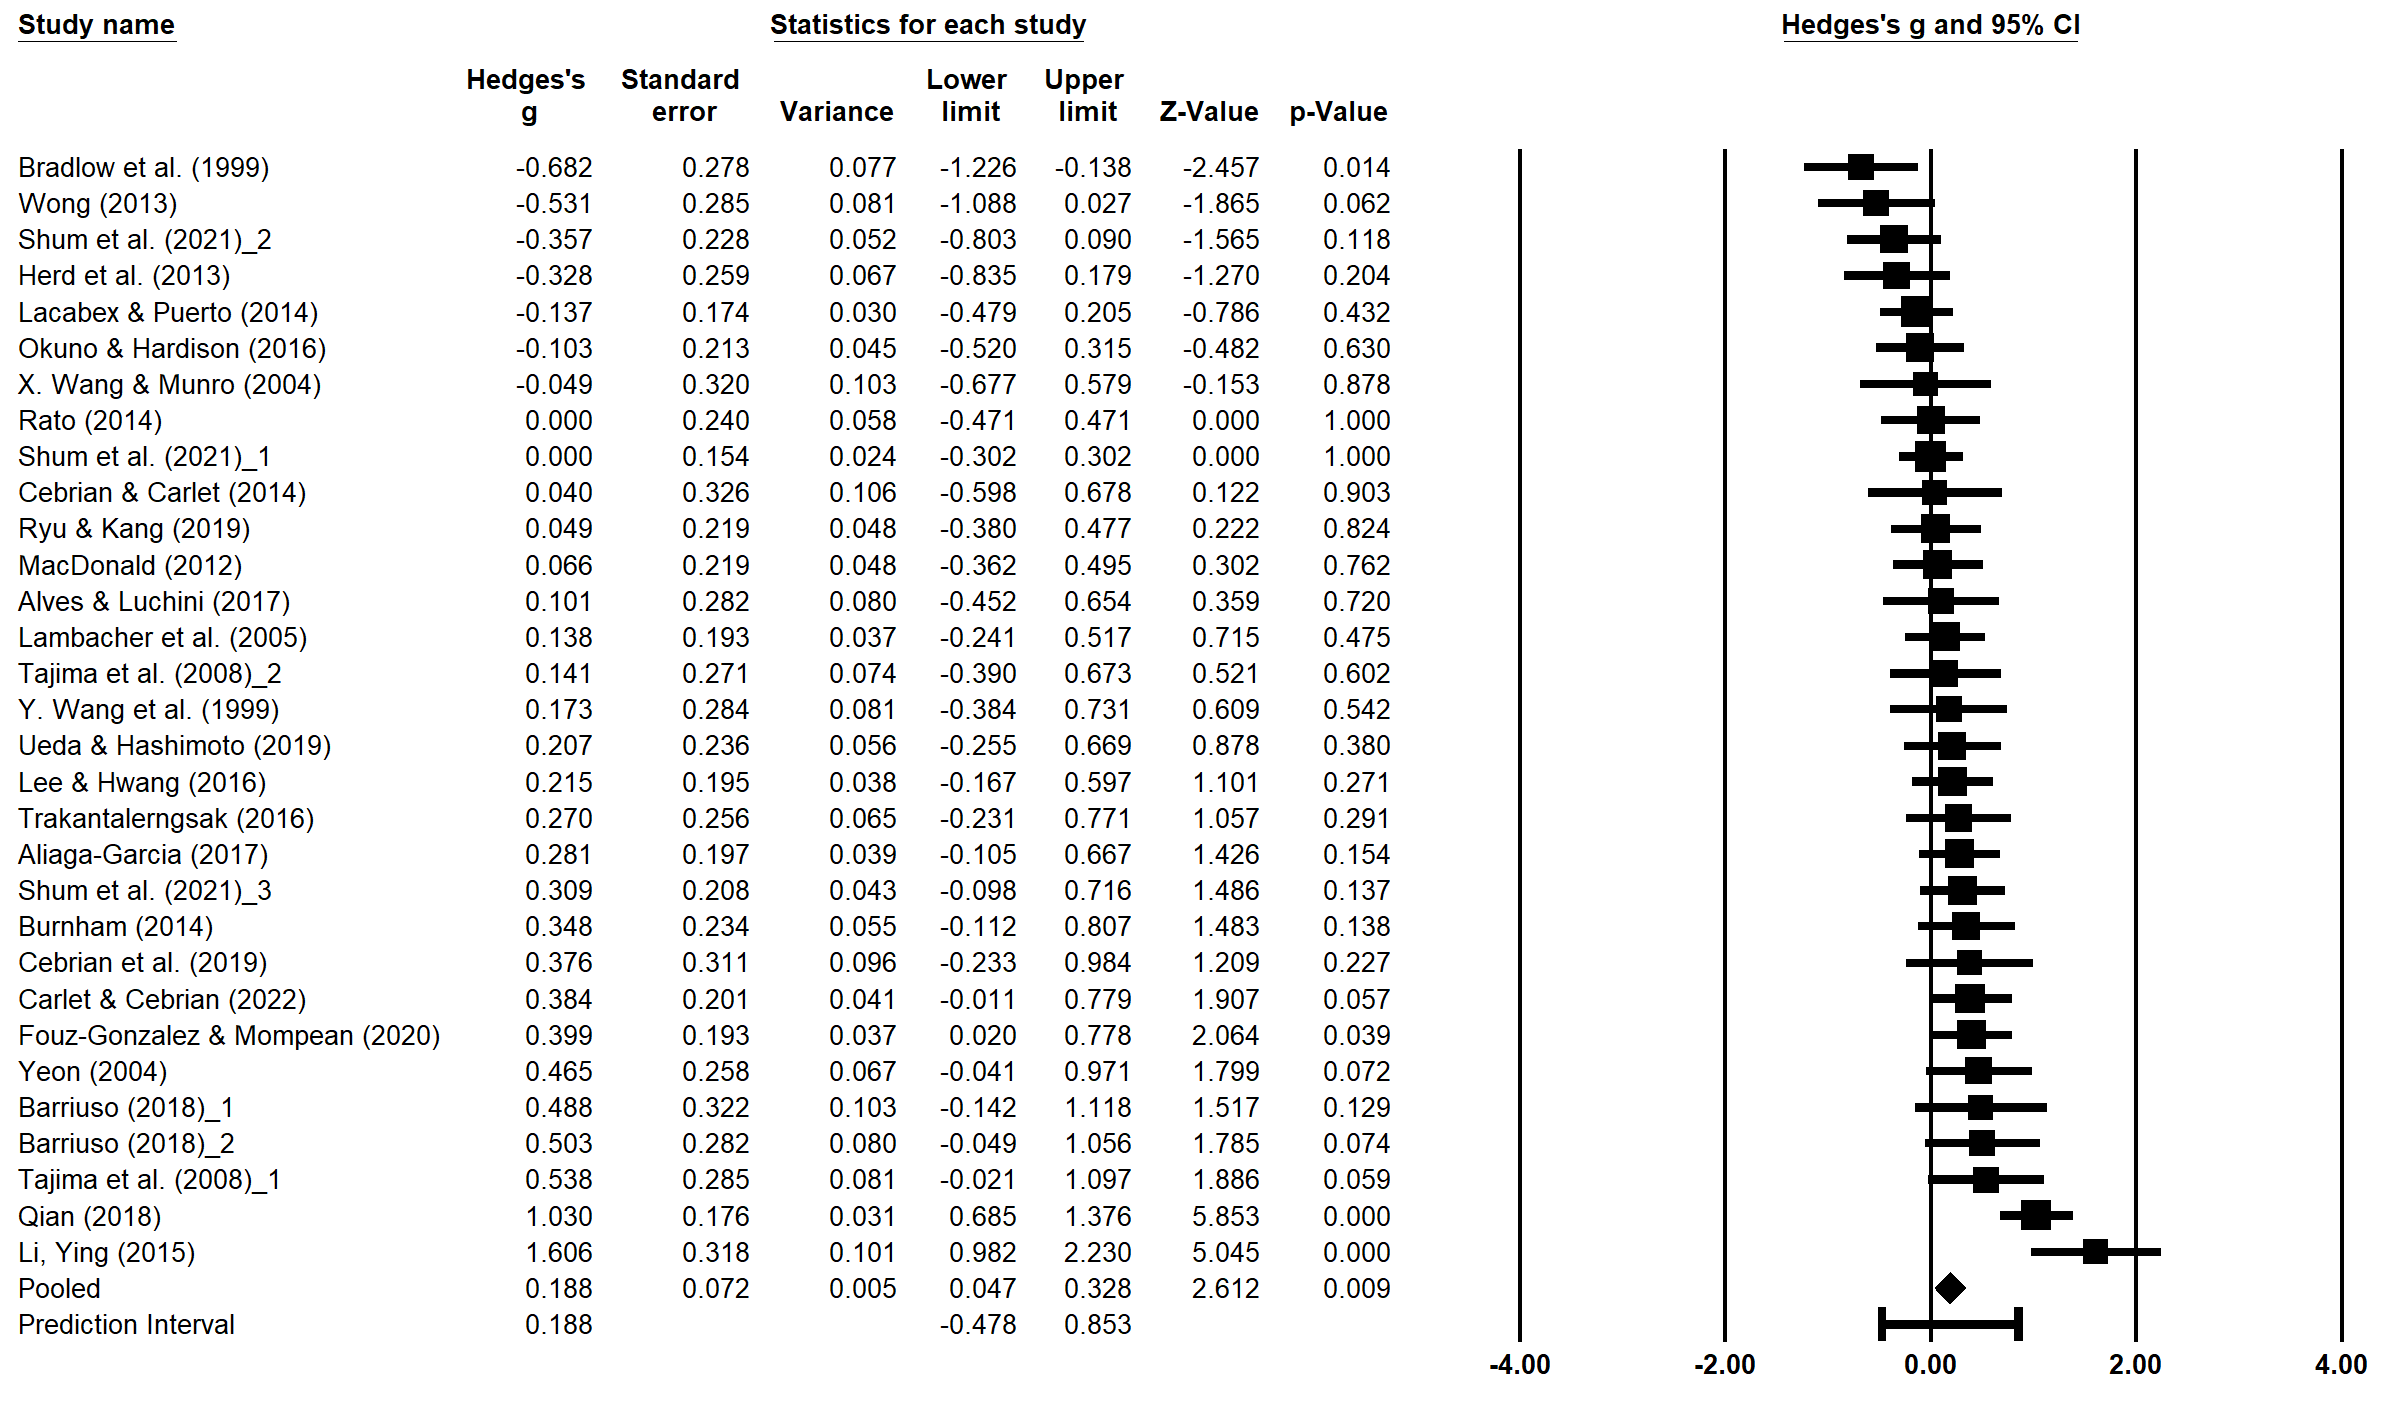 Study name Statistics for each study Hedges's g and 95% CI
Hedges's Standard Lower Upper
g error Variance limit limit Z-Value p-Value
Bradlow et al. (1999) -0.682 0.278 0.077 -1.226 -0.138 -2.457 0.014
Wong (2013) -0.531 0.285 0.081 -1.088 0.027 -1.865 0.062
Shum et al. (2021)_2 -0.357 0.228 0.052 -0.803 0.090 -1.565 0.118
Herd et al. (2013) -0.328 0.259 0.067 -0.835 0.179 -1.270 0.204
Lacabex & Puerto (2014) -0.137 0.174 0.030 -0.479 0.205 -0.786 0.432
Okuno & Hardison (2016) -0.103 0.213 0.045 -0.520 0.315 -0.482 0.630
X. Wang & Munro (2004) -0.049 0.320 0.103 -0.677 0.579 -0.153 0.878
Rato (2014) 0.000 0.240 0.058 -0.471 0.471 0.000 1.000
Shum et al. (2021)_1 0.000 0.154 0.024 -0.302 0.302 0.000 1.000
Cebrian & Carlet (2014) 0.040 0.326 0.106 -0.598 0.678 0.122 0.903
Ryu & Kang (2019) 0.049 0.219 0.048 -0.380 0.477 0.222 0.824
MacDonald (2012) 0.066 0.219 0.048 -0.362 0.495 0.302 0.762
Alves & Luchini (2017) 0.101 0.282 0.080 -0.452 0.654 0.359 0.720
Lambacher et al. (2005) 0.138 0.193 0.037 -0.241 0.517 0.715 0.475
Tajima et al. (2008)_2 0.141 0.271 0.074 -0.390 0.673 0.521 0.602
Y. Wang et al. (1999) 0.173 0.284 0.081 -0.384 0.731 0.609 0.542
Ueda & Hashimoto (2019) 0.207 0.236 0.056 -0.255 0.669 0.878 0.380
Lee & Hwang (2016) 0.215 0.195 0.038 -0.167 0.597 1.101 0.271
Trakantalerngsak (2016) 0.270 0.256 0.065 -0.231 0.771 1.057 0.291
Aliaga-Garcia (2017) 0.281 0.197 0.039 -0.105 0.667 1.426 0.154
Shum et al. (2021)_3 0.309 0.208 0.043 -0.098 0.716 1.486 0.137
Burnham (2014) 0.348 0.234 0.055 -0.112 0.807 1.483 0.138
Cebrian et al. (2019) 0.376 0.311 0.096 -0.233 0.984 1.209 0.227
Carlet & Cebrian (2022) 0.384 0.201 0.041 -0.011 0.779 1.907 0.057
Fouz-Gonzalez & Mompean (2020) 0.399 0.193 0.037 0.020 0.778 2.064 0.039
Yeon (2004) 0.465 0.258 0.067 -0.041 0.971 1.799 0.072
Barriuso (2018)_1 0.488 0.322 0.103 -0.142 1.118 1.517 0.129
Barriuso (2018)_2 0.503 0.282 0.080 -0.049 1.056 1.785 0.074
Tajima et al. (2008)_1 0.538 0.285 0.081 -0.021 1.097 1.886 0.059
Qian (2018) 1.030 0.176 0.031 0.685 1.376 5.853 0.000
Li, Ying (2015) 1.606 0.318 0.101 0.982 2.230 5.045 0.000
Pooled 0.188 0.072 0.005 0.047 0.328 2.612 0.009
Prediction Interval 0.188 -0.478 0.853
-4.00 -2.00 0.00 2.00 4.00